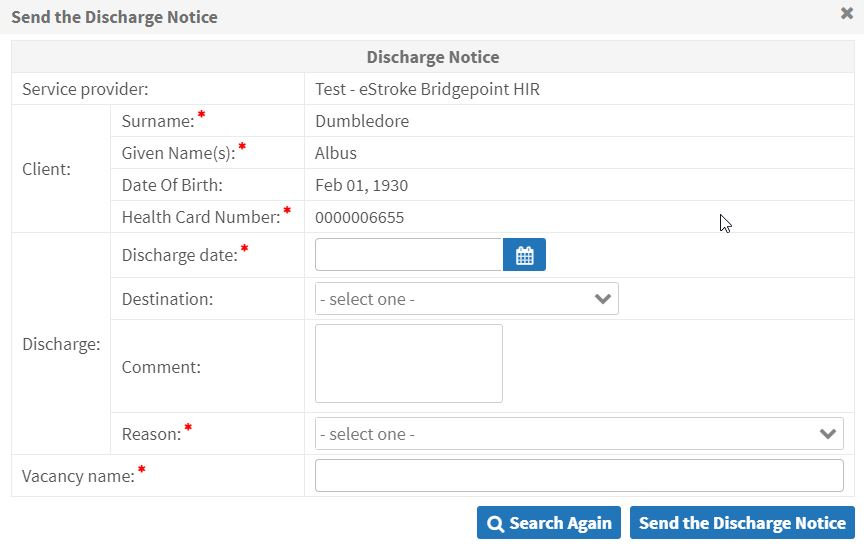 Send the Discharge Notice
Discharge Notice
Service provider: Test - eStroke Bridgepoint HIR
Client:
Surname:* Dumbledore
Given Name(s):* Albus
Date Of Birth: Feb 01, 1930
Health Card Number:* 0000006655
Discharge:
Discharge date:*
Destination: - select one -
Comment:
Reason:* - select one -
Vacancy name:*
Search Again Send the Discharge Notice